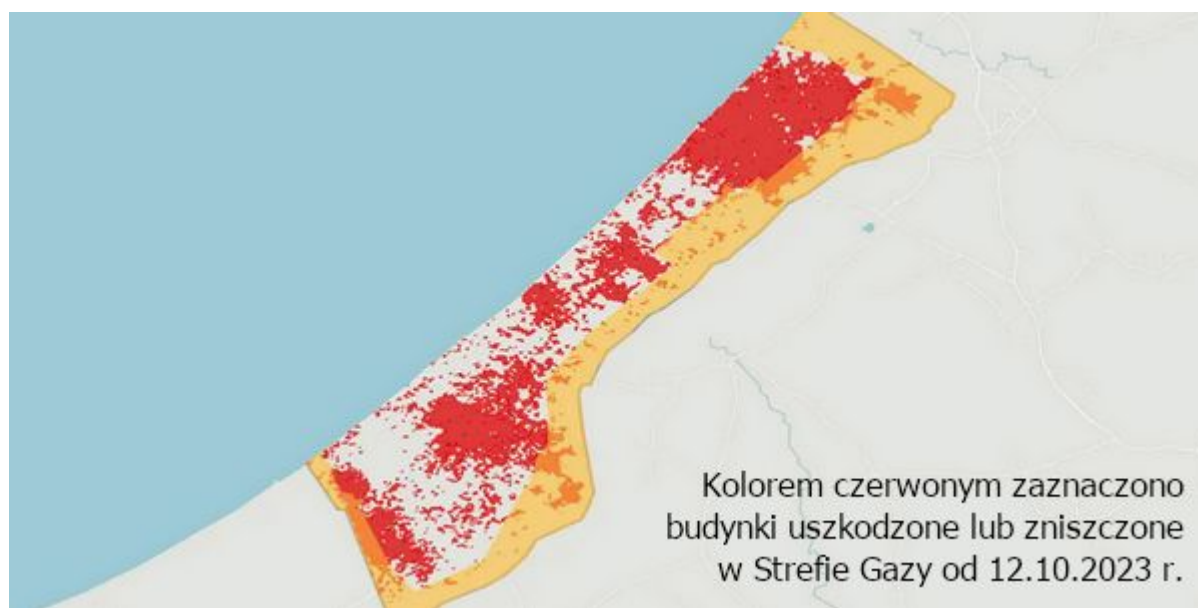 Kolorem czerwonym zaznaczono
budynki uszkodzone lub zniszczone
w Strefie Gazy od 12.10.2023 r.